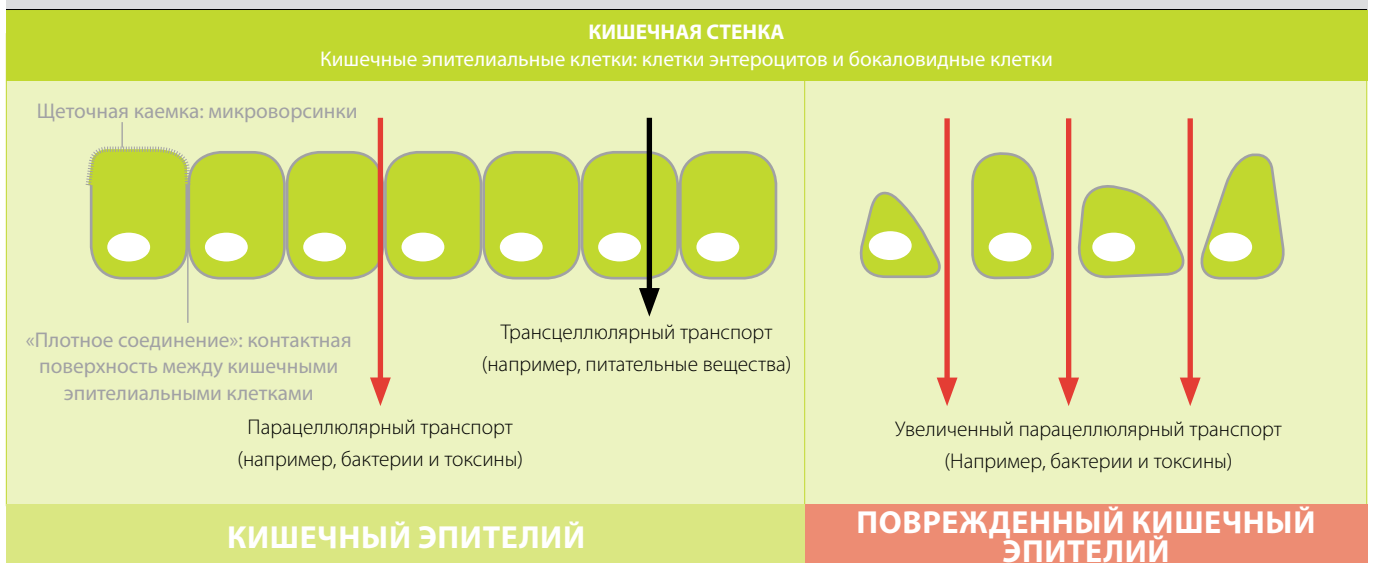 КИШЕЧНАЯ СТЕНКА
Кишечные эпителиальные клетки: клетки энтероцитов и бокаловидные клетки
Щеточная каемка: микроворсинки
«Плотное соединение»: контактная
поверхность между кишечными
эпителиальными клетками
Трансцеллюлярный транспорт
(например, питательные вещества)
Парацеллюлярный транспорт
(например, бактерии и токсины)
Увеличенный парацеллюлярный транспорт
(Например, бактерии и токсины)
КИШЕЧНЫЙ ЭПИТЕЛИЙ
ПОВРЕЖДЕННЫЙ КИШЕЧНЫЙ
ЭПИТЕЛИЙ